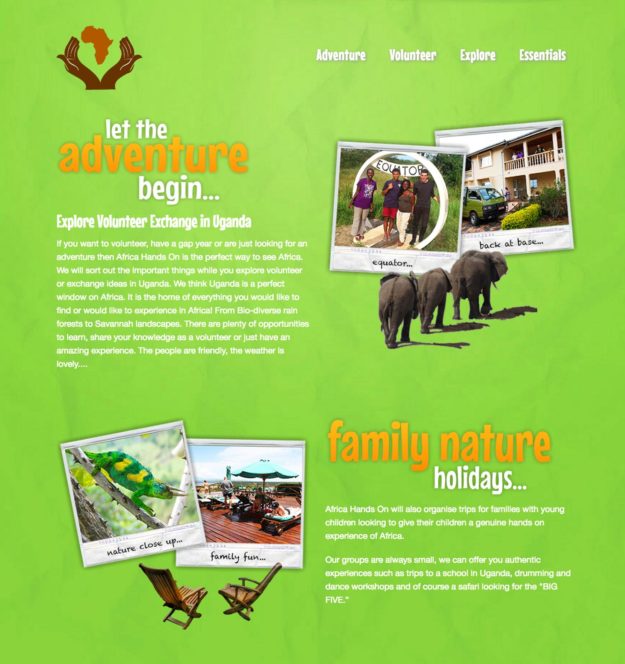 Adventure Volunteer Explore Essentials
let the
adventure
begin...
Explore Volunteer Exchange in Uganda
If you want to volunteer, have a gap year or are just looking for an
adventure then Africa Hands On is the perfect way to see Africa.
We will sort out the important things while you explore volunteer
or exchange ideas in Uganda. We think Uganda is a perfect
window on Africa. It is the home of everything you would like to
find or would like to experience in Africa! From Bio-diverse rain
forests to Savannah landscapes. There are plenty of opportunities
to learn, share your knowledge as a volunteer or just have an
amazing experience. The people are friendly, the weather is
lovely....
EQUATOR
equator...
back at base...
nature close up...
family fun...
family nature
holidays...
Africa Hands On will also organise trips for families with young
children looking to give their children a genuine hands on
experience of Africa.
Our groups are always small, we can offer you authentic
experiences such as trips to a school in Uganda, drumming and
dance workshops and of course a safari looking for the "BIG
FIVE."